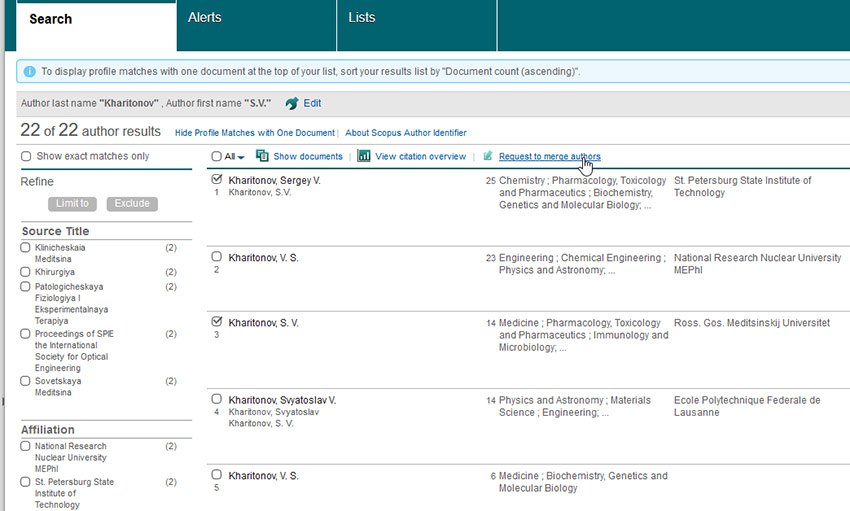 Search
Alerts
Lists
To display profile matches with one document at the top of your list, sort your results list by "Document count (ascending)".
Author last name "Kharitonov" , Author first name "S.V." Edit
22 of 22 author results Hide Profile Matches with One Document | About Scopus Author Identifier
Show exact matches only
All Show documents | View citation overview | Request to merge authors
Refine
Limit to Exclude
Source Title
Klinicheskaia (2)
Meditsina
Khirurgiya (2)
Patologicheskaya (2)
Fiziologiya I
Eksperimentalnaya
Terapiya
Proceedings of SPIE (2)
the International
Society for Optical
Engineering
Sovetskaya (2)
Meditsina
Affiliation
National Research (2)
Nuclear University
MEPhI
St. Petersburg State (2)
Institute of
Technology
Kharitonov, Sergey V. 25 Chemistry ; Pharmacology, Toxicology St. Petersburg State Institute of
1 Kharitonov, S.V. and Pharmaceutics ; Biochemistry, Technology
Genetics and Molecular Biology; ...
Kharitonov, V. S. 23 Engineering ; Chemical Engineering ; National Research Nuclear University
2 Physics and Astronomy; ... MEPhI
Kharitonov, S. V. 14 Medicine ; Pharmacology, Toxicology Ross. Gos. Meditsinskij Universitet
3 and Pharmaceutics ; Immunology and
Microbiology; ...
Kharitonov, Svyatoslav V. 14 Physics and Astronomy ; Materials Ecole Polytechnique Federale de
4 Kharitonov, Svyatoslav Science ; Engineering; ... Lausanne
Kharitonov, S. V.
Kharitonov, V. S. 6 Medicine ; Biochemistry, Genetics and
5 Molecular Biology